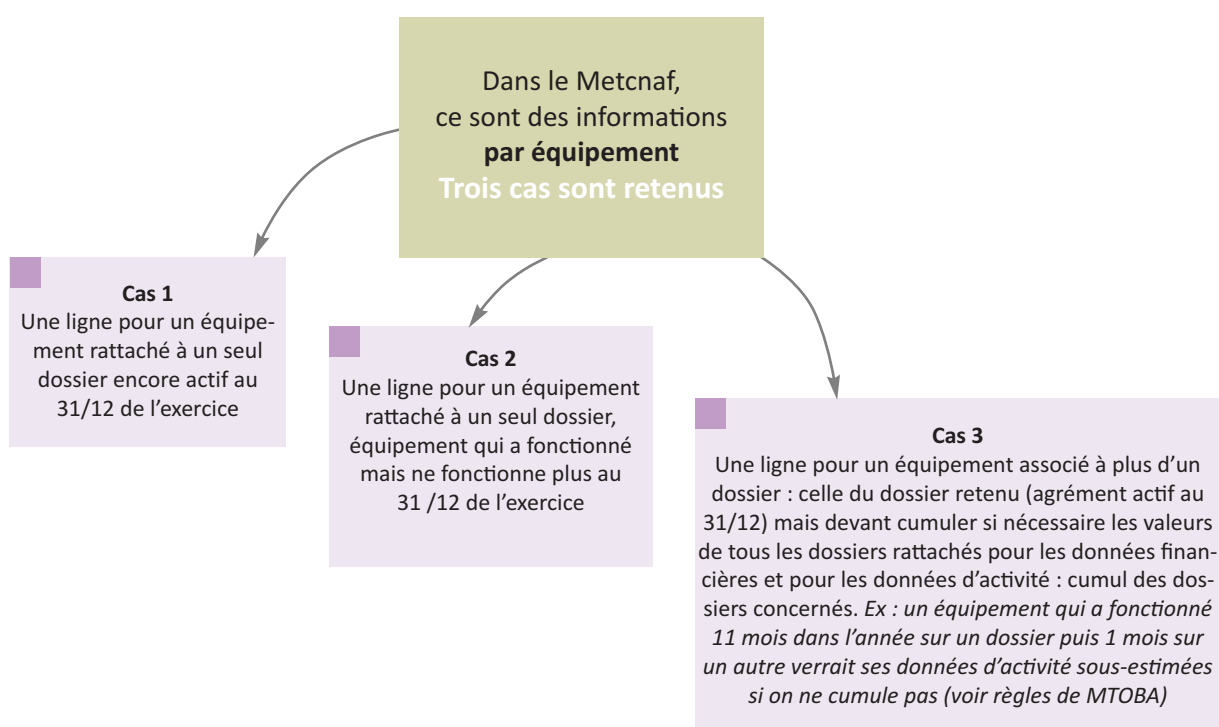 Dans le Metcnaf,
ce sont des informations
par équipement
Trois cas sont retenus
Cas 1
Une ligne pour un équipe-
ment rattaché à un seul
dossier encore actif au
31/12 de l’exercice
Cas 2
Une ligne pour un équipement
rattaché à un seul dossier,
équipement qui a fonctionné
mais ne fonctionne plus au
31 /12 de l’exercice
Cas 3
Une ligne pour un équipement associé à plus d’un
dossier : celle du dossier retenu (agrément actif au
31/12) mais devant cumuler si nécessaire les valeurs
de tous les dossiers rattachés pour les données finan-
cières et pour les données d’activité : cumul des dos-
siers concernés. Ex : un équipement qui a fonctionné
11 mois dans l’année sur un dossier puis 1 mois sur
un autre verrait ses données d’activité sous-estimées
si on ne cumule pas (voir règles de MTOBA)